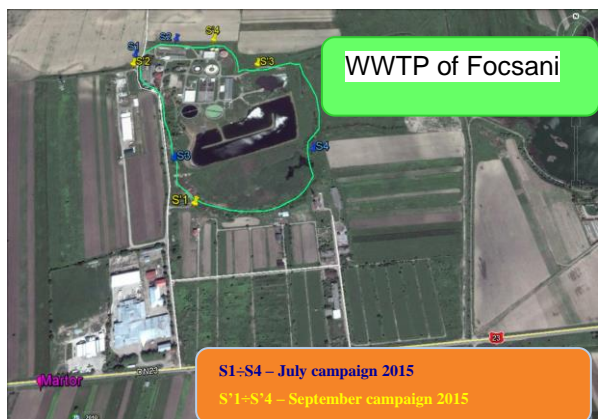 WWTP of Focsani
S1
S2
S'4
S'2
S'3
S3
S4
S'1
23
DN23
Martor
S1÷S4 – July campaign 2015
S'1÷S'4 – September campaign 2015